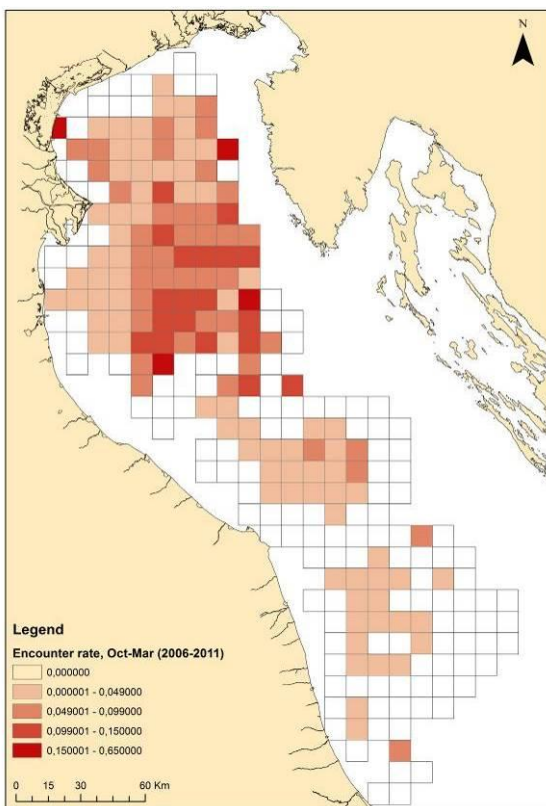 N
Legend
Encounter rate, Oct-Mar (2006-2011)
0,000000
0,000001 - 0,049000
0,049001 - 0,099000
0,099001 - 0,150000
0,150001 - 0,650000
0 15 30 60 Km